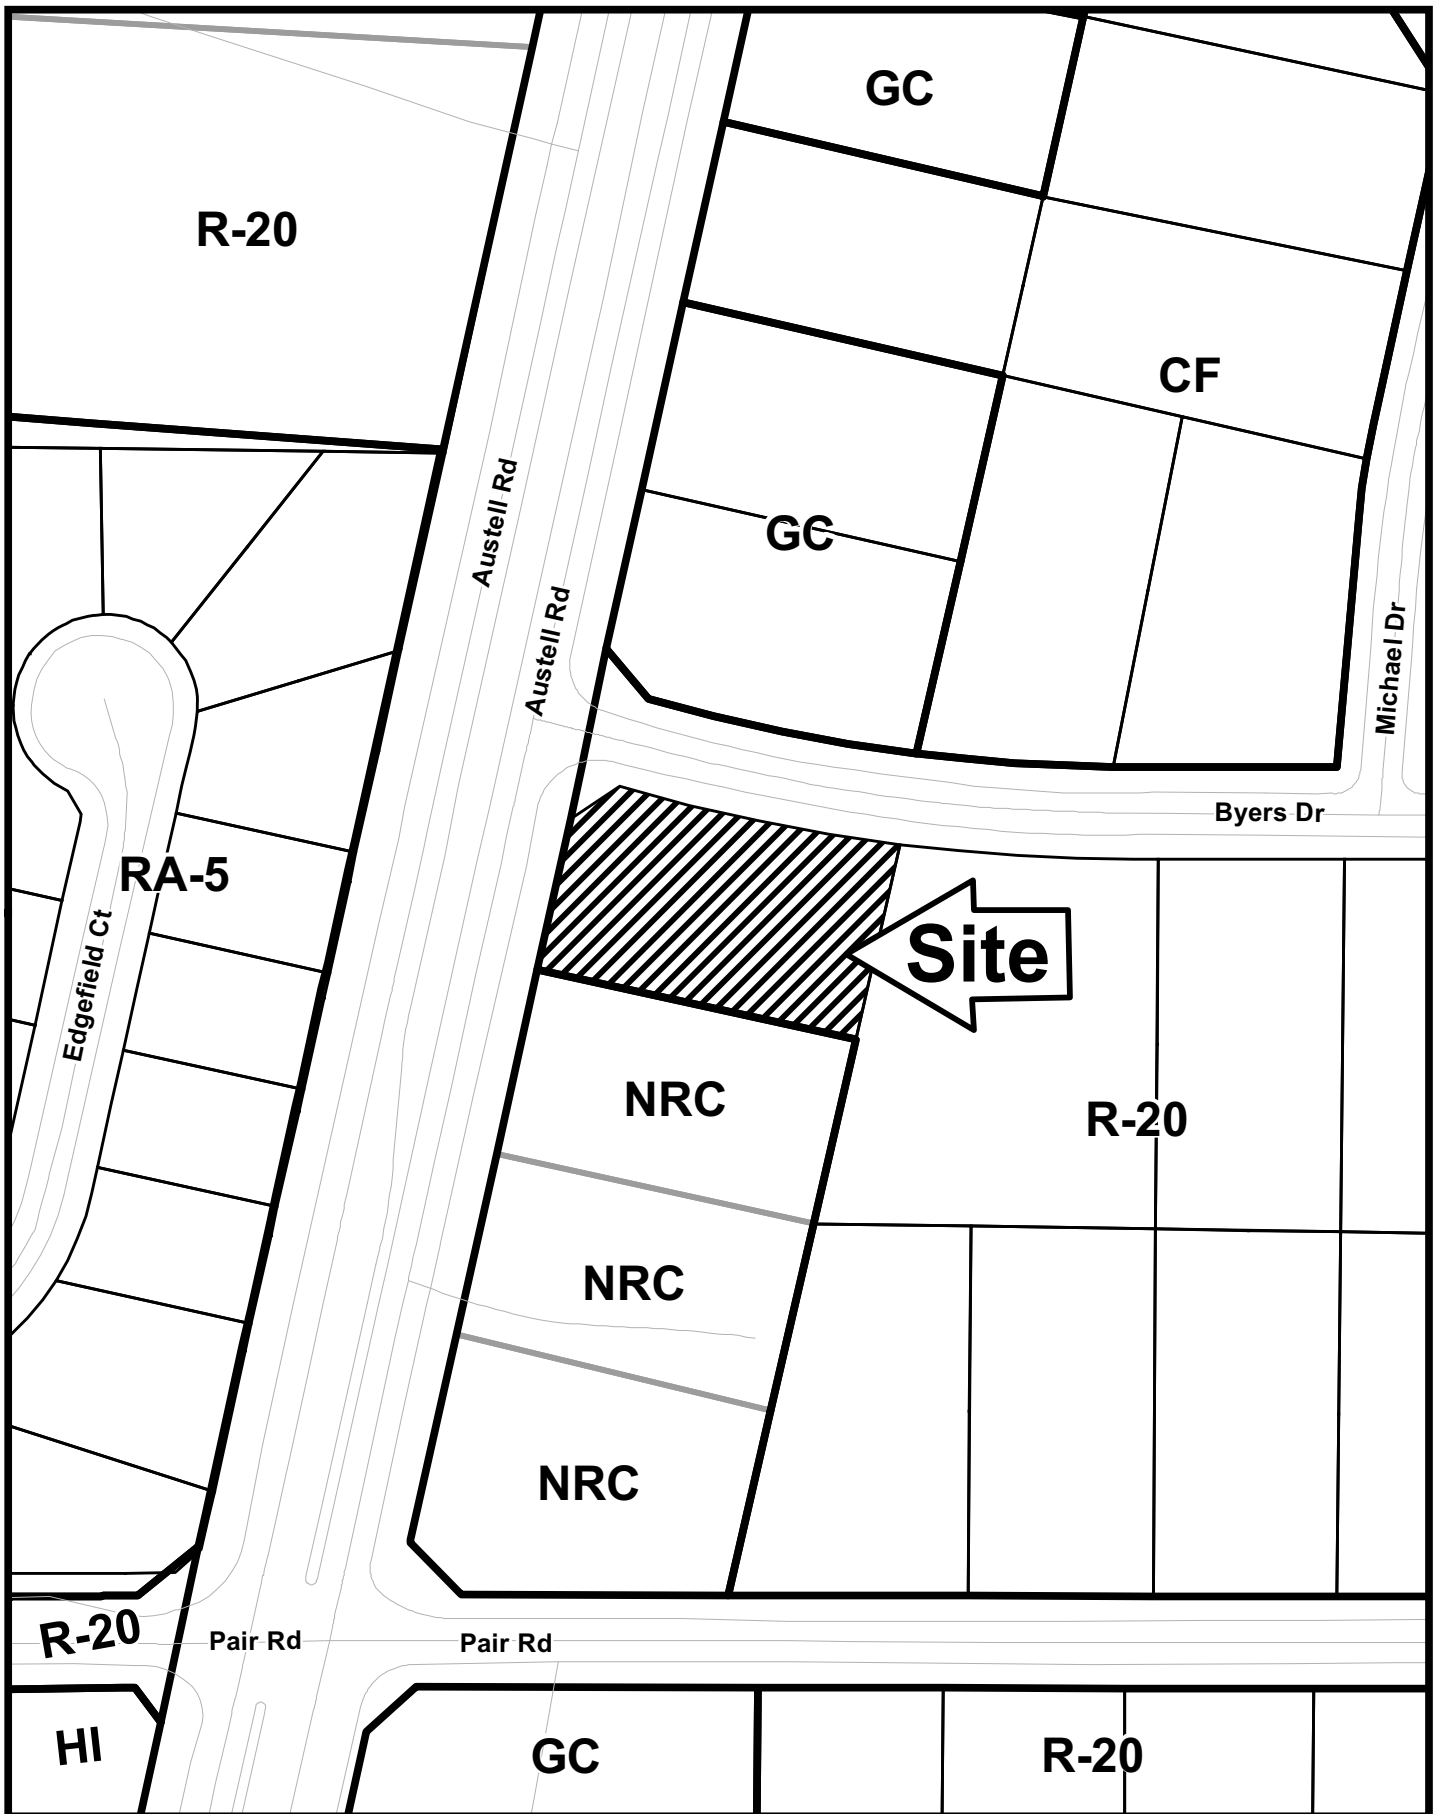 GC
R-20
CF
GC
Austell Rd
Austell Rd
Michael Dr
Byers Dr
RA-5
Edgefield Ct
Site
NRC
R-20
NRC
NRC
R-20
Pair Rd
Pair Rd
HI
GC
R-20